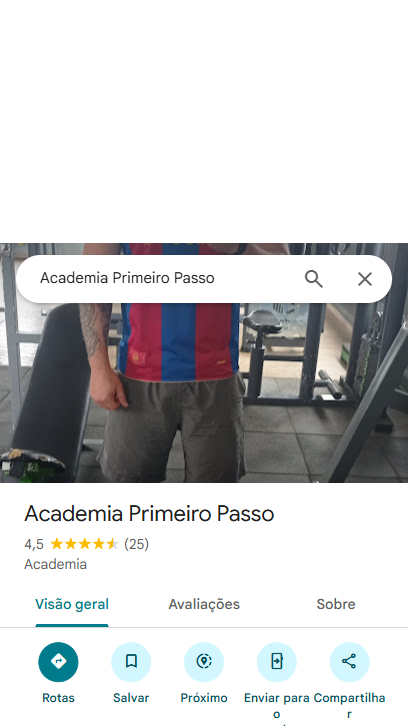 Academia Primeiro Passo
Academia Primeiro Passo
4,5 (25)
Academia
Visão geral Avaliações Sobre
Rotas Salvar Próximo Enviar para o Compartilhar